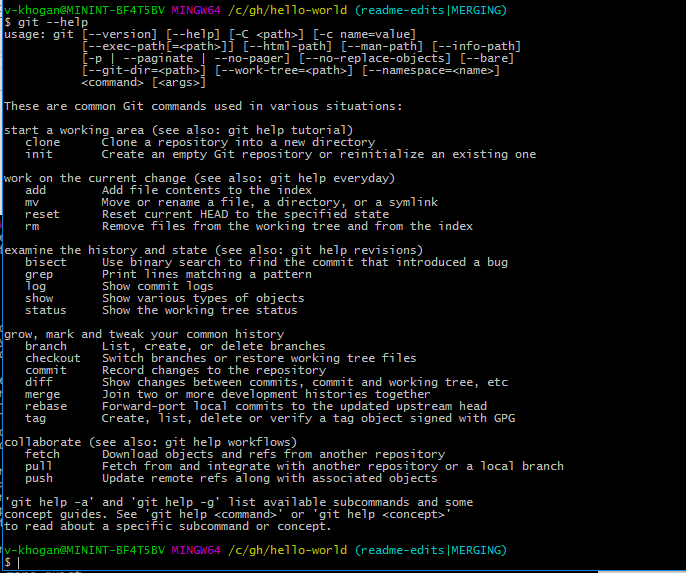 v-khogan@MININT-BF4T5BV MINGW64 /c/gh/hello-world (readme-edits|MERGING)
$ git --help
usage: git [--version] [--help] [-C <path>] [-c name=value]
           [--exec-path[=<path>]] [--html-path] [--man-path] [--info-path]
           [-p | --paginate | --no-pager] [--no-replace-objects] [--bare]
           [--git-dir=<path>] [--work-tree=<path>] [--namespace=<name>]
           <command> [<args>]

These are common Git commands used in various situations:

start a working area (see also: git help tutorial)
   clone      Clone a repository into a new directory
   init       Create an empty Git repository or reinitialize an existing one

work on the current change (see also: git help everyday)
   add        Add file contents to the index
   mv         Move or rename a file, a directory, or a symlink
   reset      Reset current HEAD to the specified state
   rm         Remove files from the working tree and from the index

examine the history and state (see also: git help revisions)
   bisect     Use binary search to find the commit that introduced a bug
   grep       Print lines matching a pattern
   log        Show commit logs
   show       Show various types of objects
   status     Show the working tree status

grow, mark and tweak your common history
   branch     List, create, or delete branches
   checkout   Switch branches or restore working tree files
   commit     Record changes to the repository
   diff       Show changes between commits, commit and working tree, etc
   merge      Join two or more development histories together
   rebase     Forward-port local commits to the updated upstream head
   tag        Create, list, delete or verify a tag object signed with GPG

collaborate (see also: git help workflows)
   fetch      Download objects and refs from another repository
   pull       Fetch from and integrate with another repository or a local branch
   push       Update remote refs along with associated objects

'git help -a' and 'git help -g' list available subcommands and some
concept guides. See 'git help <command>' or 'git help <concept>'
to read about a specific subcommand or concept.

v-khogan@MININT-BF4T5BV MINGW64 /c/gh/hello-world (readme-edits|MERGING)
$